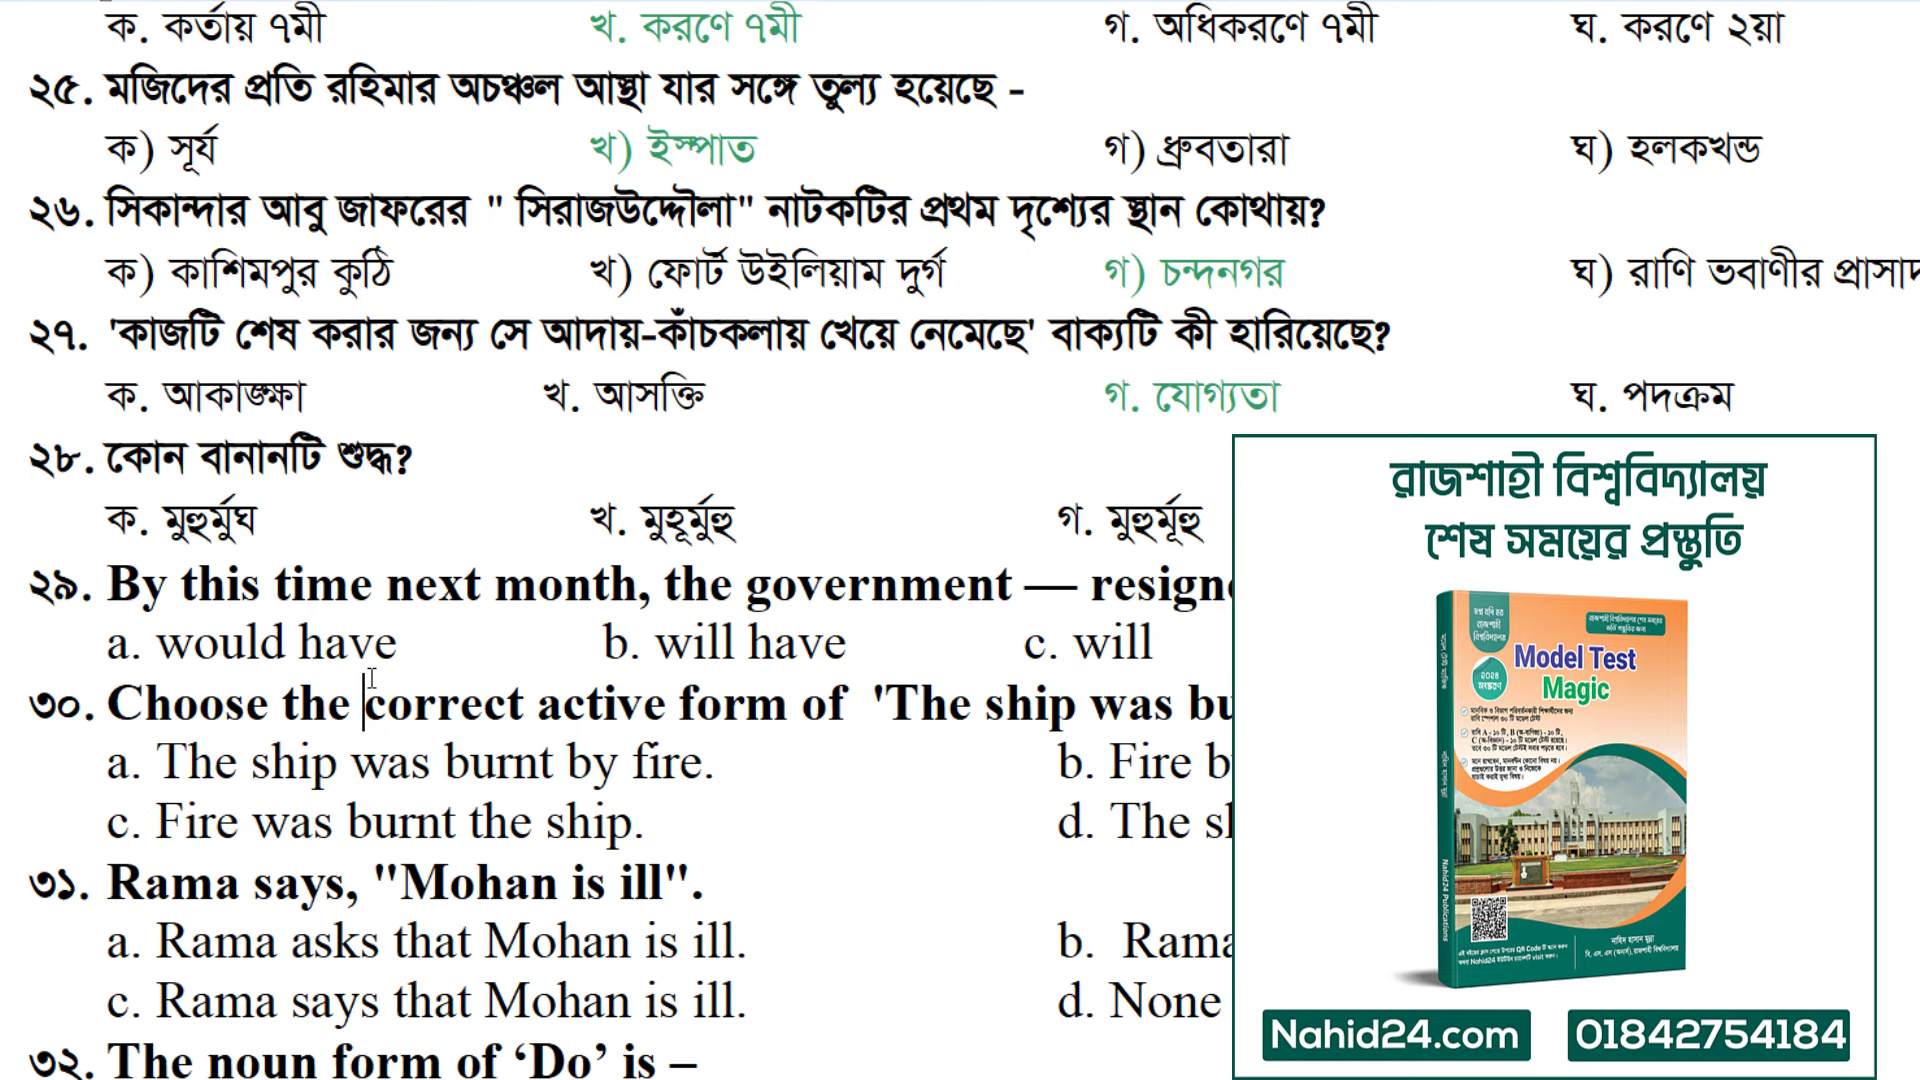 ক. কর্তায় ৭মী খ. করণে ৭মী গ. অধিকরণে ৭মী ঘ. করণে ২য়া
২৫. মজিদের প্রতি রহিমার অচঞ্চল আস্থা যার সঙ্গে তুল্য হয়েছে -
ক) সূর্য খ) ইস্পাত গ) ধ্রুবতারা ঘ) হলকখন্ড
২৬. সিকান্দার আবু জাফরের " সিরাজউদ্দৌলা" নাটকটির প্রথম দৃশ্যের স্থান কোথায়?
ক) কাশিমপুর কুঠি খ) ফোর্ট উইলিয়াম দুর্গ গ) চন্দনগর ঘ) রাণি ভবাণীর প্রাসাদ
২৭. 'কাজটি শেষ করার জন্য সে আদায়-কাঁচকলায় খেয়ে নেমেছে' বাক্যটি কী হারিয়েছে?
ক. আকাঙ্ক্ষা খ. আসক্তি গ. যোগ্যতা ঘ. পদক্রম
২৮. কোন বানানটি শুদ্ধ?
ক. মুহুর্মুঘ খ. মুহূর্মুহু গ. মুহুর্মূহু
২৯. By this time next month, the government — resigne
a. would have b. will have c. will
৩০. Choose the correct active form of 'The ship was bu
a. The ship was burnt by fire. b. Fire b
c. Fire was burnt the ship. d. The sh
৩১. Rama says, "Mohan is ill".
a. Rama asks that Mohan is ill. b. Rama
c. Rama says that Mohan is ill. d. None
৩২. The noun form of ‘Do’ is –
রাজশাহী বিশ্ববিদ্যালয়
শেষ সময়ের প্রস্তুতি
Model Test
Magic
২০২৪
সংস্করণ
Nahid24 Publications
Nahid24.com 01842754184